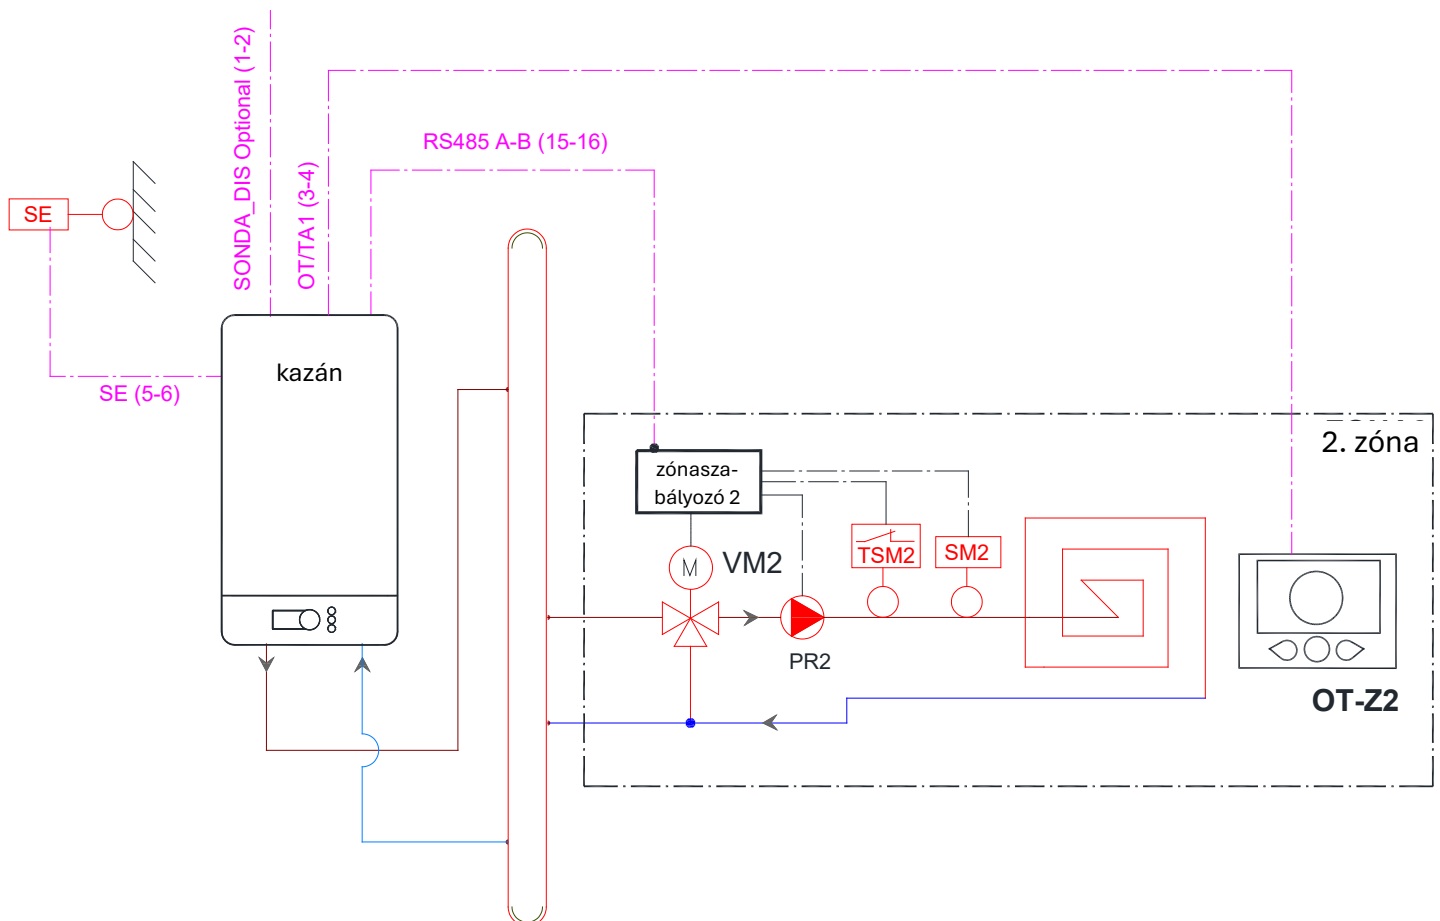 SONDA_DIS Optional (1-2)
OT/TA1 (3-4)
RS485 A-B (15-16)
SE
SE (5-6)
kazán
2. zóna
zónasza-
bályozó 2
M
VM2
TSM2
SM2
PR2
OT-Z2